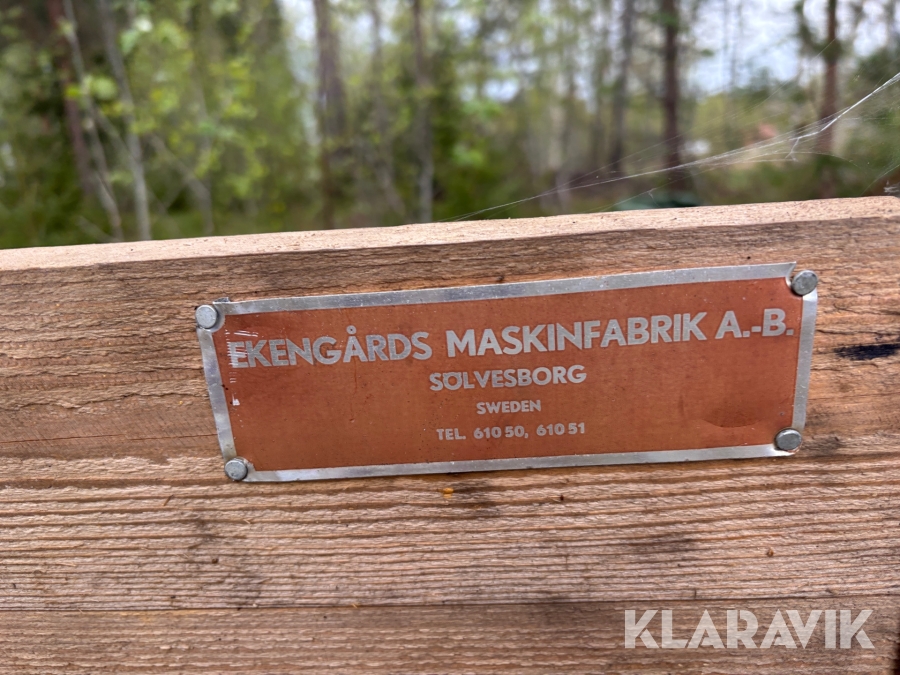 EKENGÅRDS MASKINFABRIK A.-B.
SÖLVESBORG
SWEDEN
TEL. 610 50, 610 51
KLARAVIK